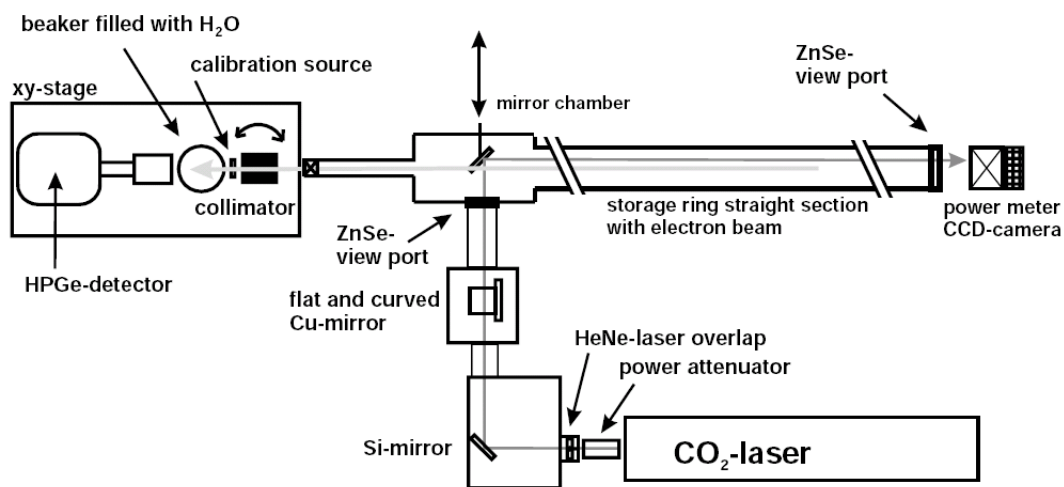 beaker filled with H₂O
calibration source
xy-stage
collimator
HPGe-detector
mirror chamber
ZnSe-
view port
storage ring straight section
with electron beam
power meter
CCD-camera
ZnSe-
view port
flat and curved
Cu-mirror
HeNe-laser overlap
power attenuator
Si-mirror
CO₂-laser